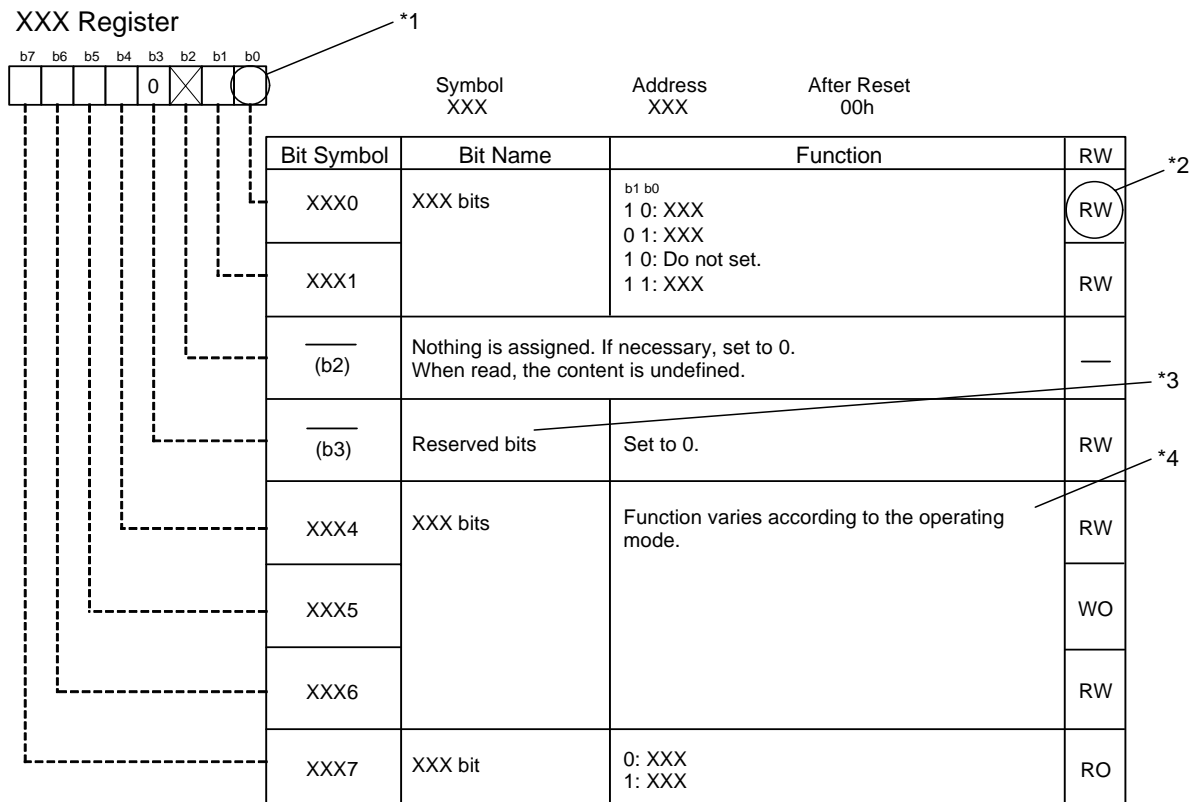 XXX Register
*1
b7 b6 b5 b4 b3 b2 b1 b0
0
Symbol Address After Reset
XXX XXX 00h
Bit Symbol Bit Name Function RW
*2
XXX0 XXX bits b1 b0 RW
1 0: XXX
0 1: XXX
1 0: Do not set.
1 1: XXX
XXX1 RW
(b2) Nothing is assigned. If necessary, set to 0. —
When read, the content is undefined.
*3
(b3) Reserved bits Set to 0. RW
*4
XXX4 XXX bits Function varies according to the operating RW
mode.
XXX5 WO
XXX6 RW
XXX7 XXX bit 0: XXX RO
1: XXX